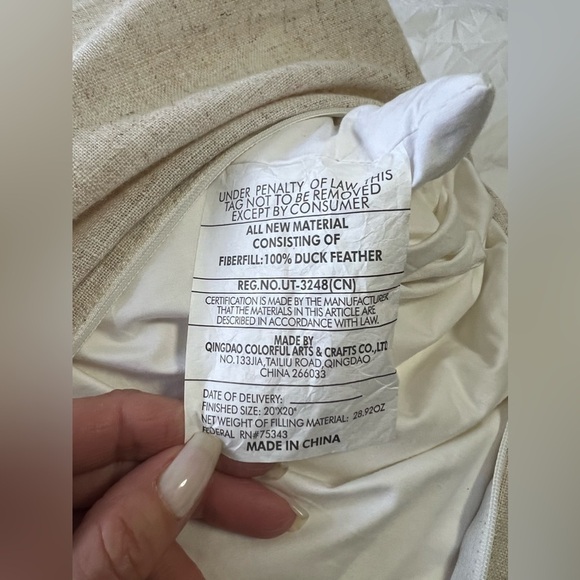 UNDER PENALTY OF LAW THIS
TAG NOT TO BE REMOVED
EXCEPT BY CONSUMER
ALL NEW MATERIAL
CONSISTING OF
FIBERFILL:100% DUCK FEATHER
REG.NO.UT-3248(CN)
CERTIFICATION IS MADE BY THE MANUFACTURER
THAT THE MATERIALS IN THIS ARTICLE ARE
DESCRIBED IN ACCORDANCE WITH LAW.
MADE BY
QINGDAO COLORFUL ARTS & CRAFTS CO.,LTD
NO.133JIA,TAILIU ROAD,QINGDAO
CHINA 266033
DATE OF DELIVERY:
FINISHED SIZE: 20"X20"
NET WEIGHT OF FILLING MATERIAL: 28.92OZ
FEDERAL RN#75343
MADE IN CHINA